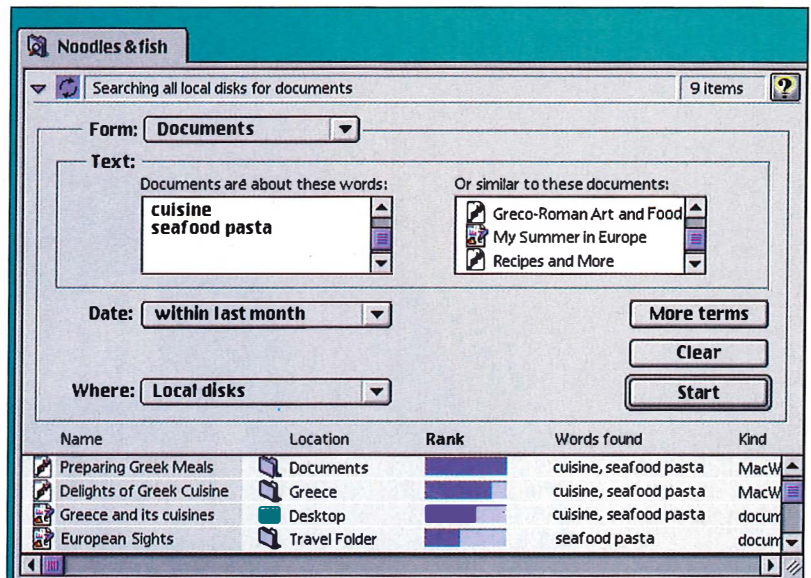 Noodles & fish
Searching all local disks for documents 9 items
Form: Documents
Text:
Documents are about these words: Or similar to these documents:
cuisine
seafood pasta
Greco-Roman Art and Food
My Summer in Europe
Recipes and More
Date: within last month More terms
Clear
Where: Local disks Start
Name Location Rank Words found Kind
Preparing Greek Meals Documents cuisine, seafood pasta MacW
Delights of Greek Cuisine Greece cuisine, seafood pasta MacW
Greece and its cuisines Desktop cuisine, seafood pasta docum
European Sights Travel Folder seafood pasta docum